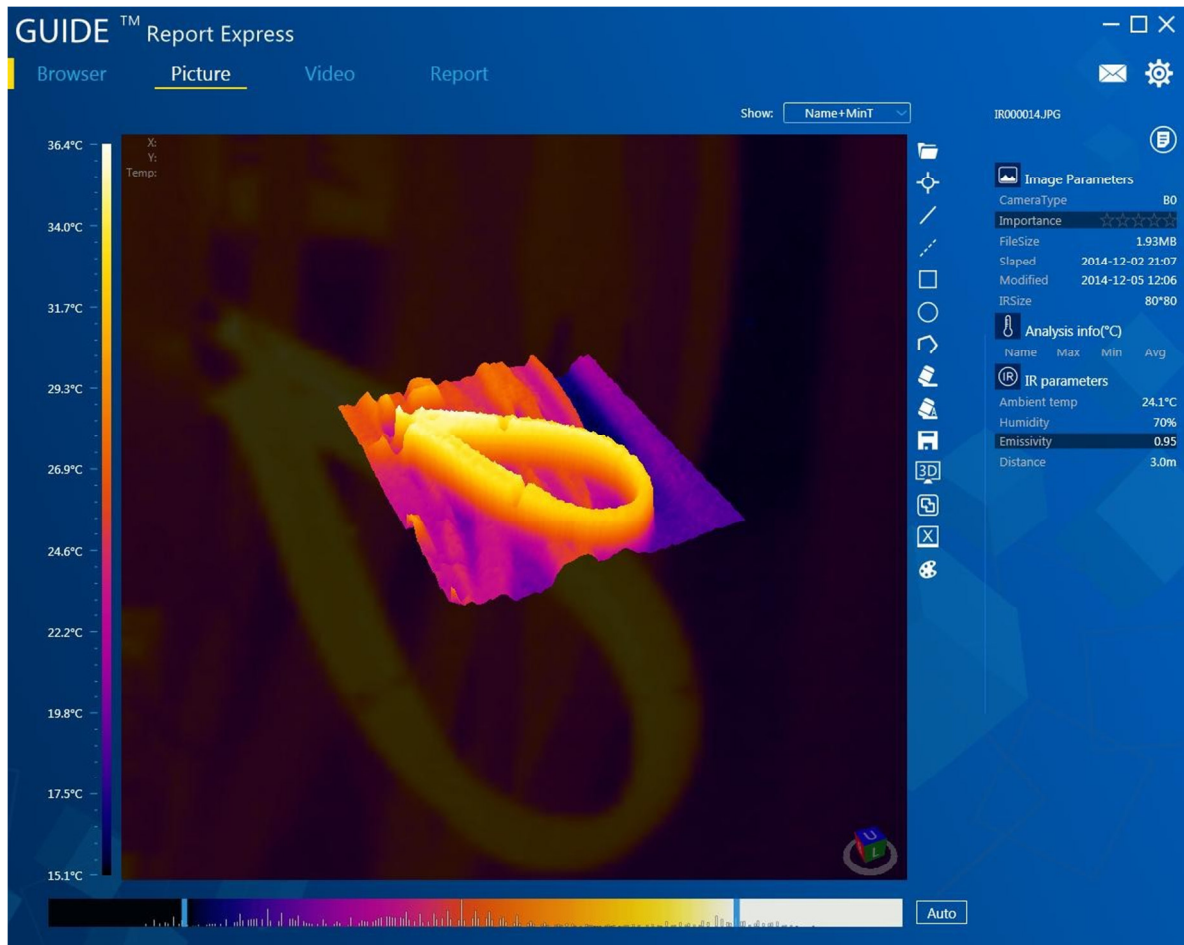 GUIDE ™ Report Express
Browser Picture Video Report
Show: Name+MinT
IR000014.JPG
X:
Y:
Temp:
36.4°C
34.0°C
31.7°C
29.3°C
26.9°C
24.6°C
22.2°C
19.8°C
17.5°C
15.1°C
3D
X
Image Parameters
CameraType B0
Importance
FileSize 1.93MB
Slaped 2014-12-02 21:07
Modified 2014-12-05 12:06
IRSize 80*80
Analysis info(°C)
Name Max Min Avg
IR IR parameters
Ambient temp 24.1°C
Humidity 70%
Emissivity 0.95
Distance 3.0m
U
L
Auto